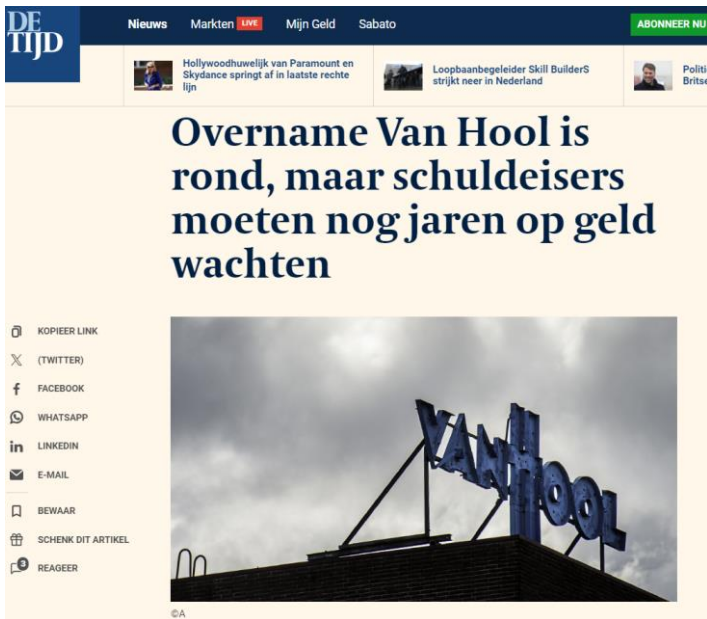 DE
TIJD
Nieuws Markten LIVE Mijn Geld Sabato
ABONNEER NU
Hollywoodhuwelijk van Paramount en
Skydance springt af in laatste rechte
lijn
Loopbaanbegeleider Skill BuilderS
strijkt neer in Nederland
Politi
Britse
Overname Van Hool is
rond, maar schuldeisers
moeten nog jaren op geld
wachten
KOPIEER LINK
(TWITTER)
FACEBOOK
WHATSAPP
in LINKEDIN
E-MAIL
BEWAAR
SCHENK DIT ARTIKEL
3
REAGEER
VANHOOL
©A